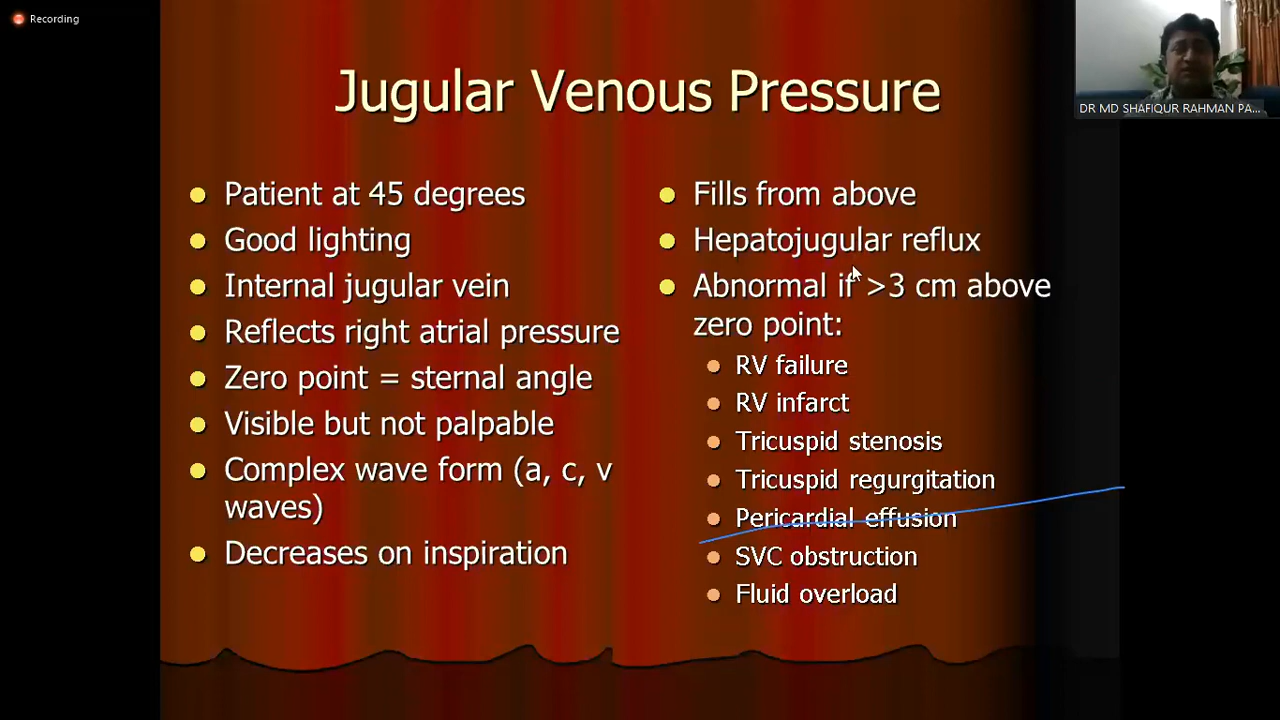 Recording
DR MD SHAFIQUR RAHMAN PA...
Jugular Venous Pressure
Patient at 45 degrees
Good lighting
Internal jugular vein
Reflects right atrial pressure
Zero point = sternal angle
Visible but not palpable
Complex wave form (a, c, v
waves)
Decreases on inspiration
Fills from above
Hepatojugular reflux
Abnormal if >3 cm above
zero point:
RV failure
RV infarct
Tricuspid stenosis
Tricuspid regurgitation
Pericardial effusion
SVC obstruction
Fluid overload